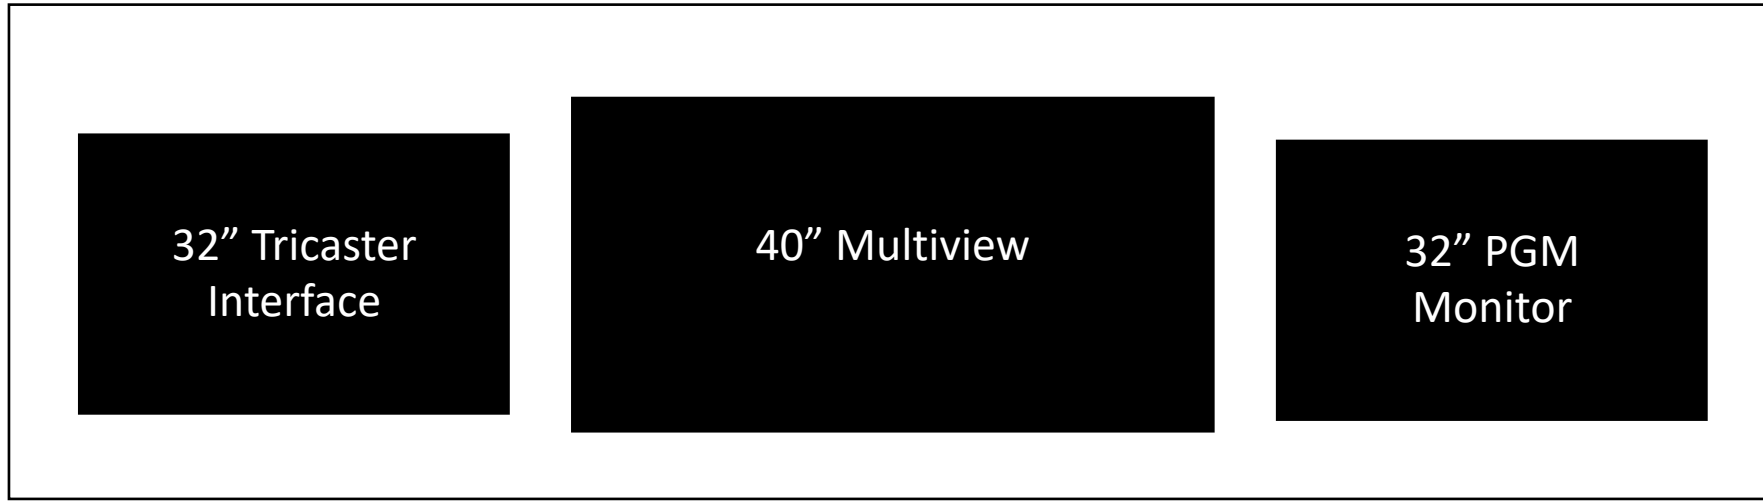 32” Tricaster
Interface
40” Multiview
32” PGM
Monitor